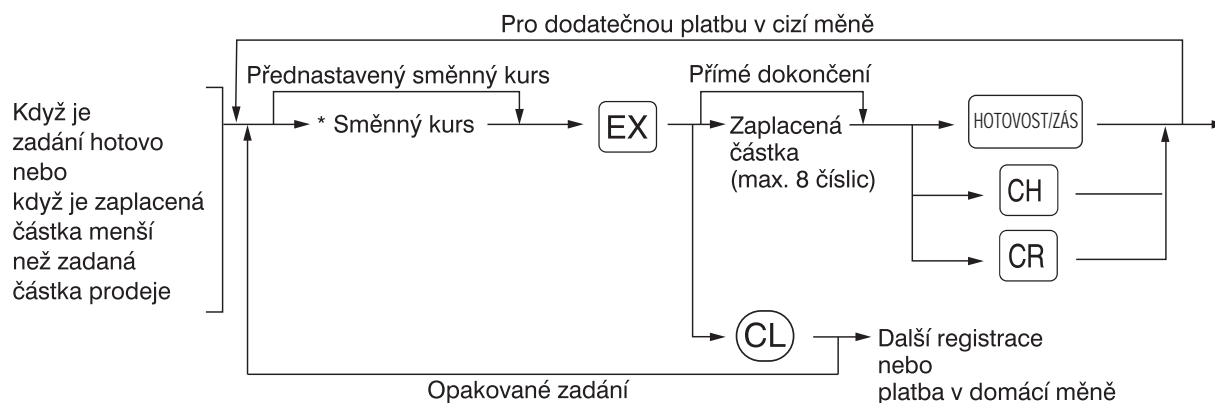 Pro dodatečnou platbu v cizí měně
Přednastavený směnný kurs
Přímé dokončení
Když je
zadání hotovo
nebo
když je zaplacená
částka menší
než zadaná
částka prodeje
* Směnný kurs
EX
Zaplacená
částka
(max. 8 číslic)
HOTOVOST/ZÁS
CH
CR
CL
Další registrace
nebo
platba v domácí měně
Opakované zadání